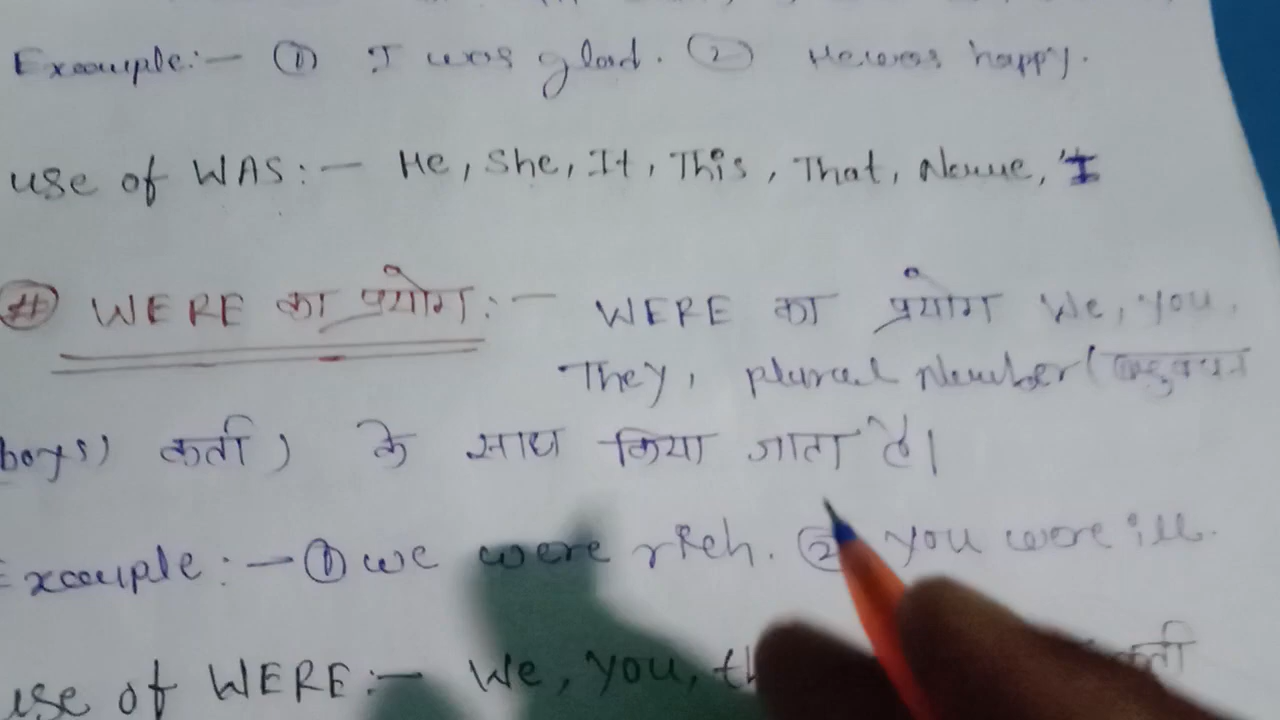 Example:- ① I was glad. ② He was happy.
use of WAS:- He, She, It, This, That, Name, I
# WERE का प्रयोग:- WERE का प्रयोग We, you,
They, plural Number (बहुवचन
boys) कर्ता) के साथ किया जाता है।
Example:- ① we were rich. ② you were ill.
use of WERE:- We, you,